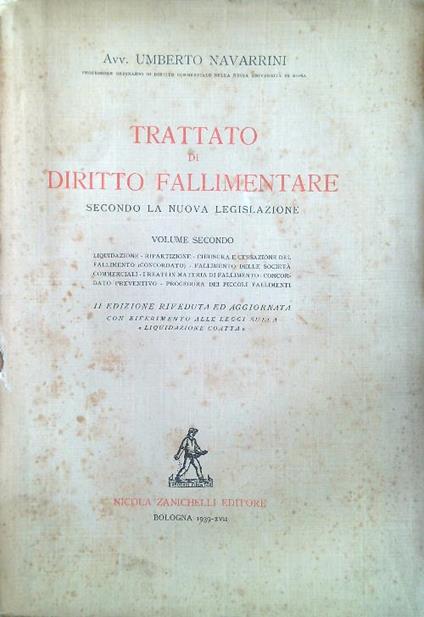 Avv. UMBERTO NAVARRINI
PROFESSORE ORDINARIO DI DIRITTO COMMERCIALE NELLA REGIA UNIVERSITÀ DI ROMA
TRATTATO
DI
DIRITTO FALLIMENTARE
SECONDO LA NUOVA LEGISLAZIONE
VOLUME SECONDO
LIQUIDAZIONE - RIPARTIZIONE - CHIUSURA E CESSAZIONE DEL
FALLIMENTO (CONCORDATO) - FALLIMENTO DELLE SOCIETÀ
COMMERCIALI - I REATI IN MATERIA DI FALLIMENTO - CONCOR-
DATO PREVENTIVO - PROCEDURA DEI PICCOLI FALLIMENTI
II EDIZIONE RIVEDUTA ED AGGIORNATA
CON RIFERIMENTO ALLE LEGGI SULLA
« LIQUIDAZIONE COATTA »
NICOLA ZANICHELLI EDITORE
BOLOGNA 1939-XVII